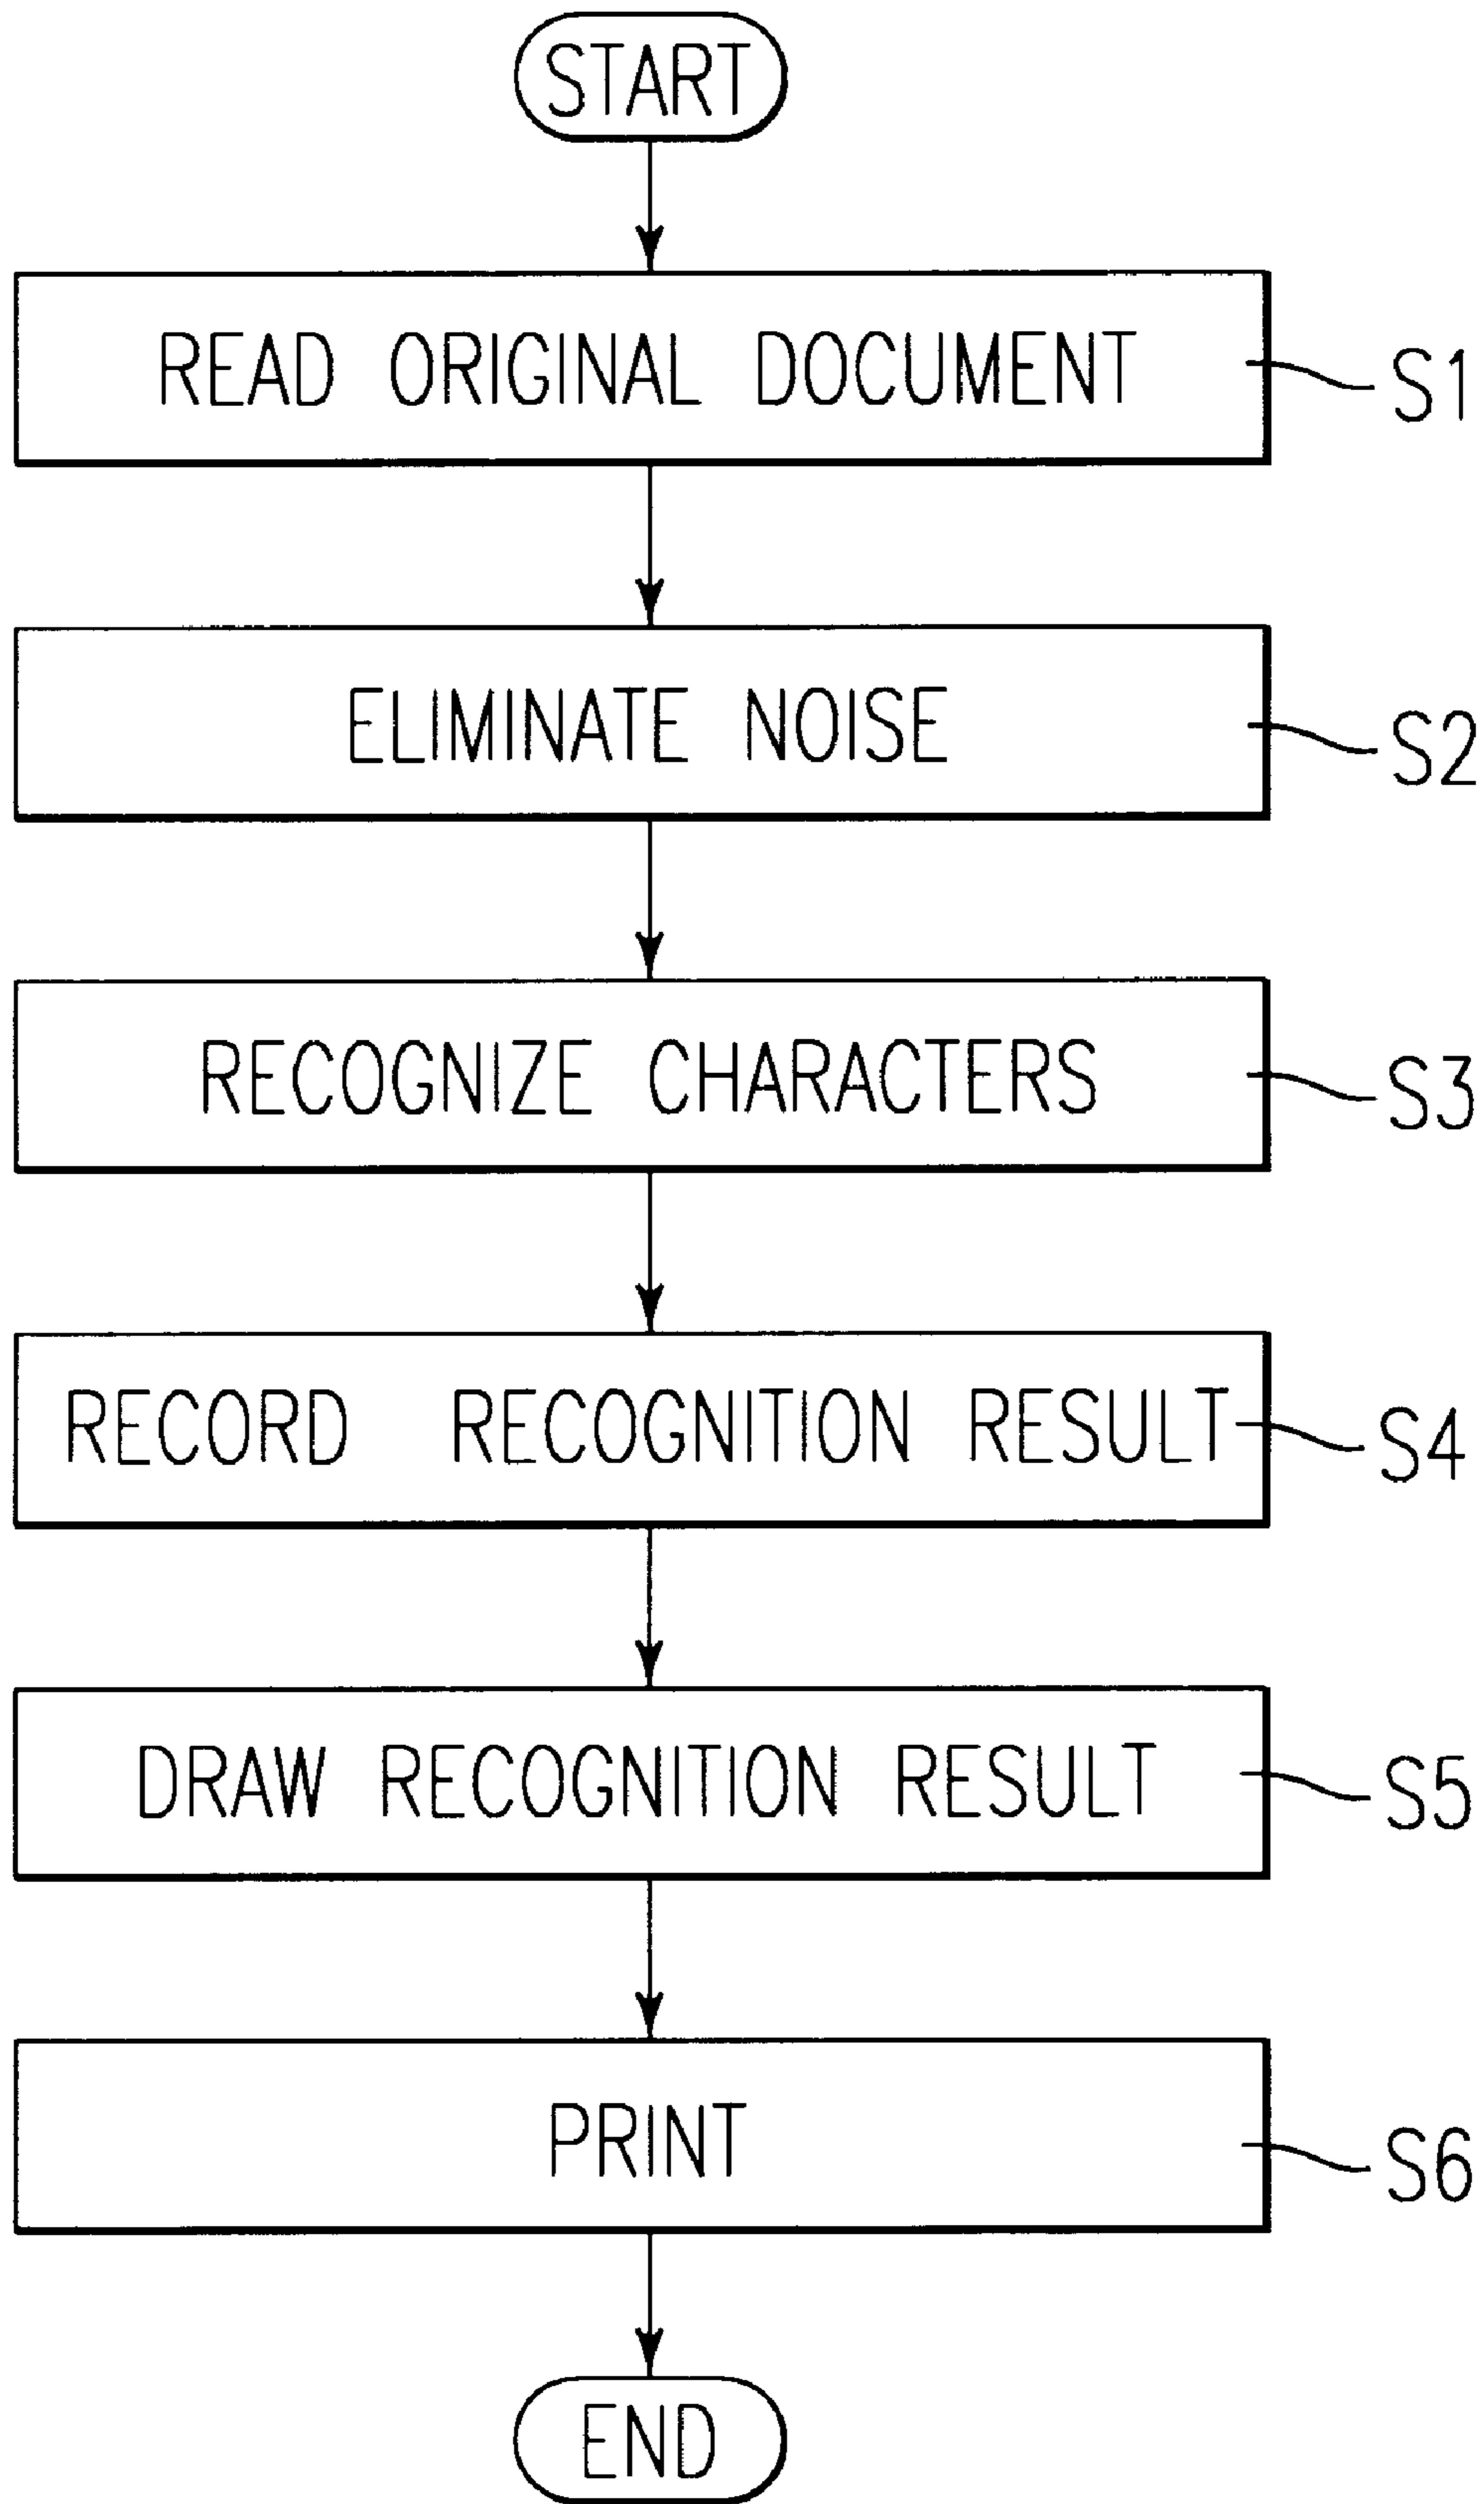 START
READ ORIGINAL DOCUMENT
S1
ELIMINATE NOISE
S2
RECOGNIZE CHARACTERS
S3
RECORD RECOGNITION RESULT
S4
DRAW RECOGNITION RESULT
S5
PRINT
S6
END